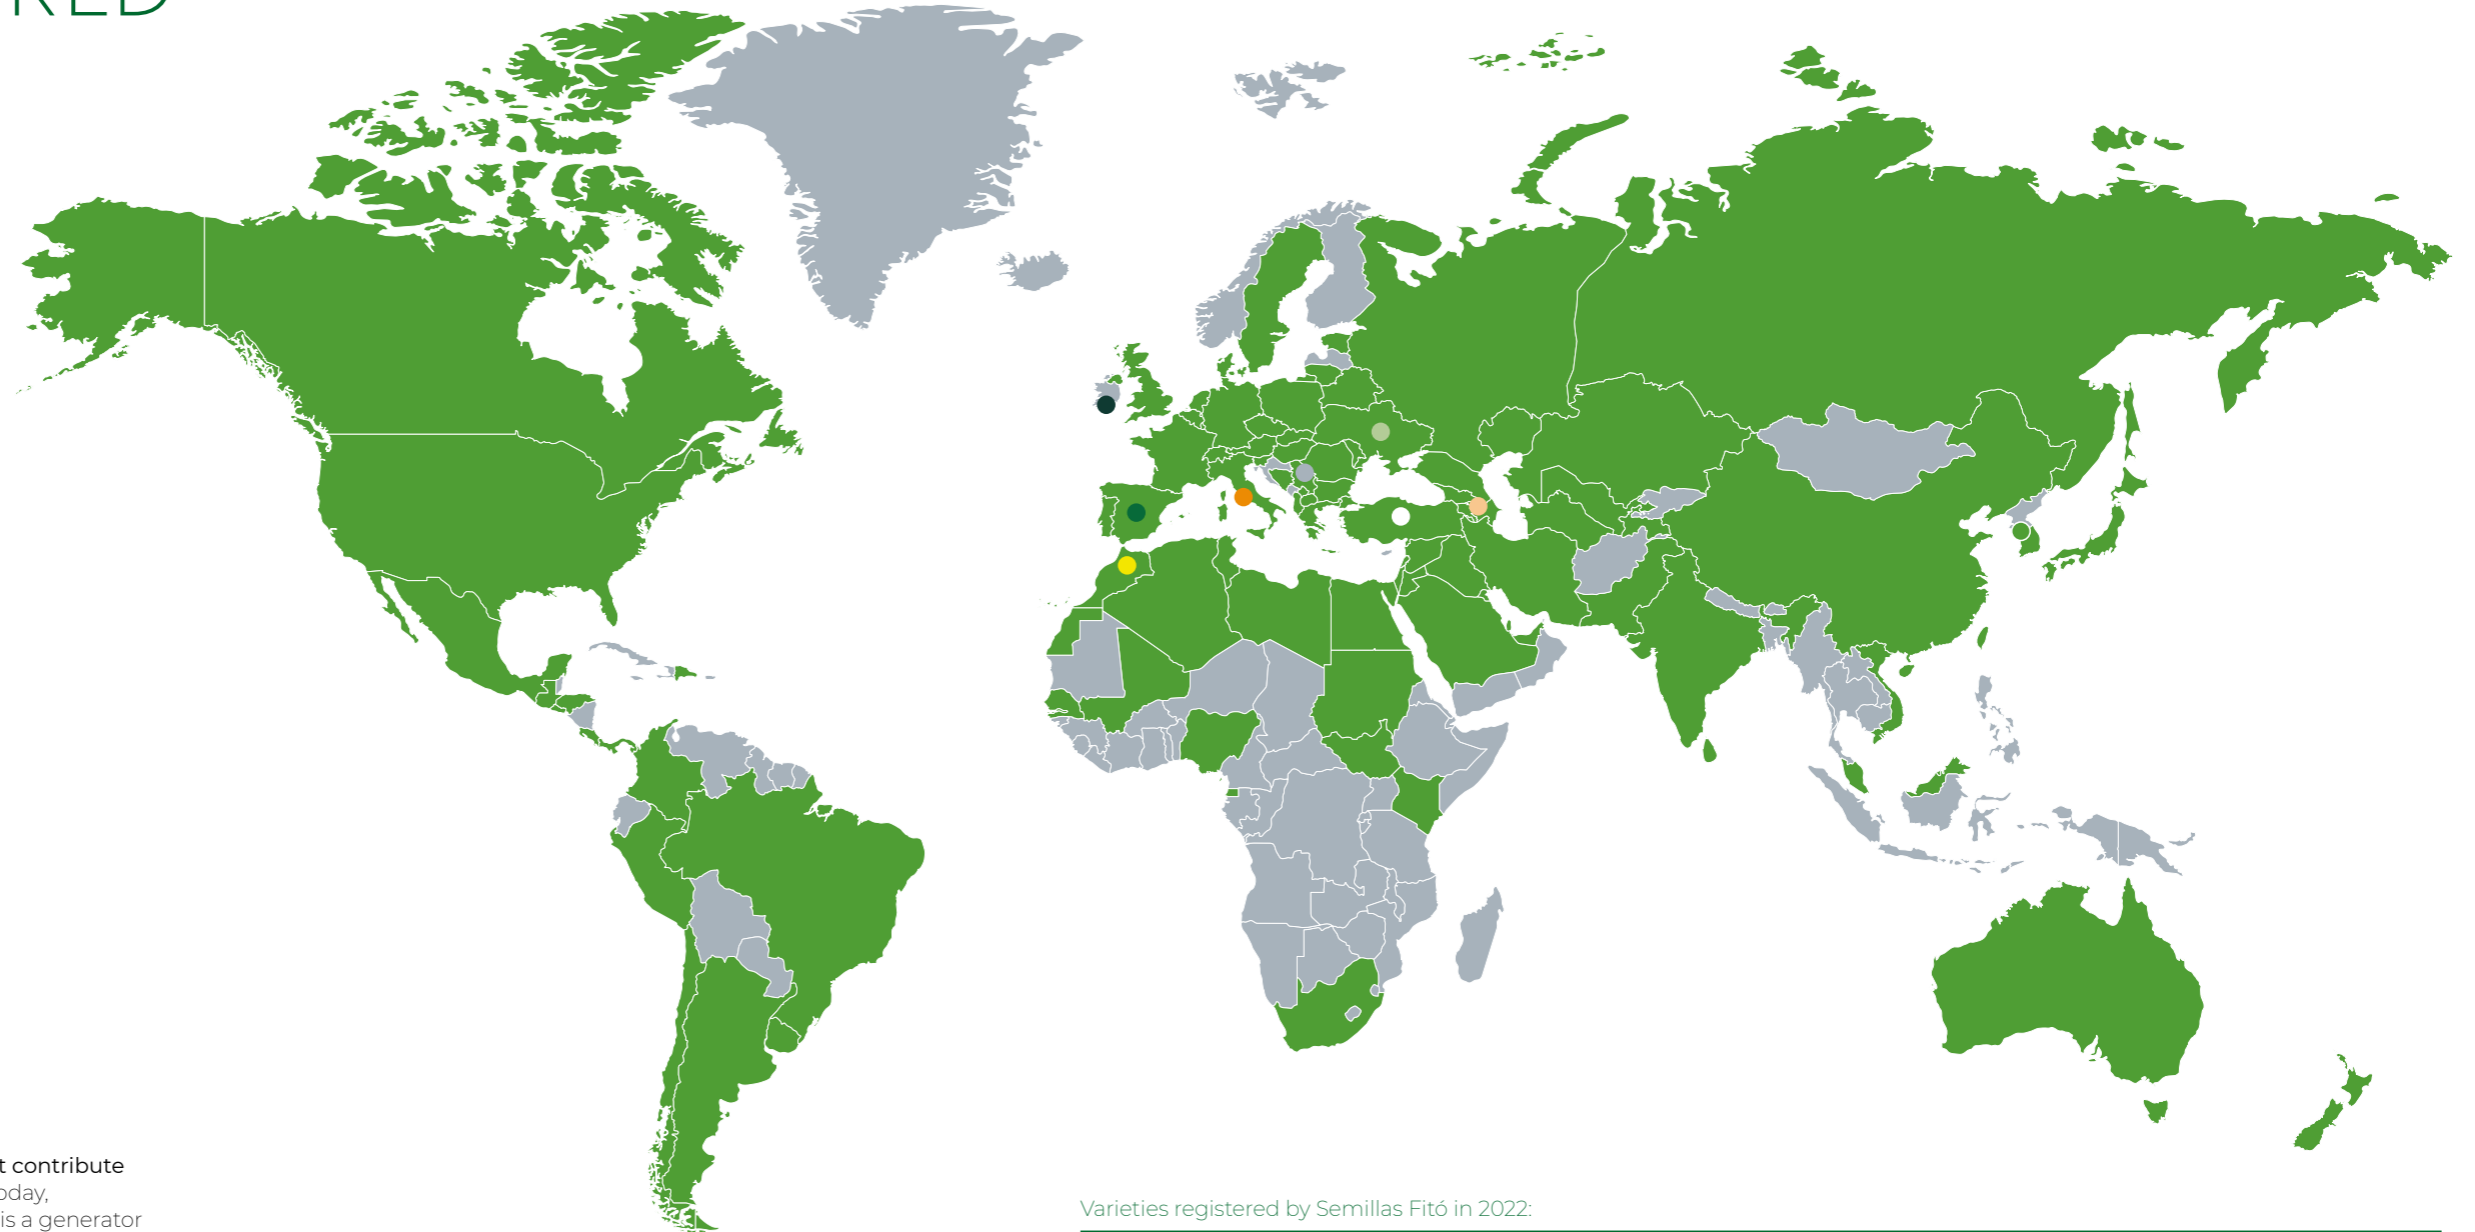 t contribute
oday,
is a generator
Varieties registered by Semillas Fitó in 2022: